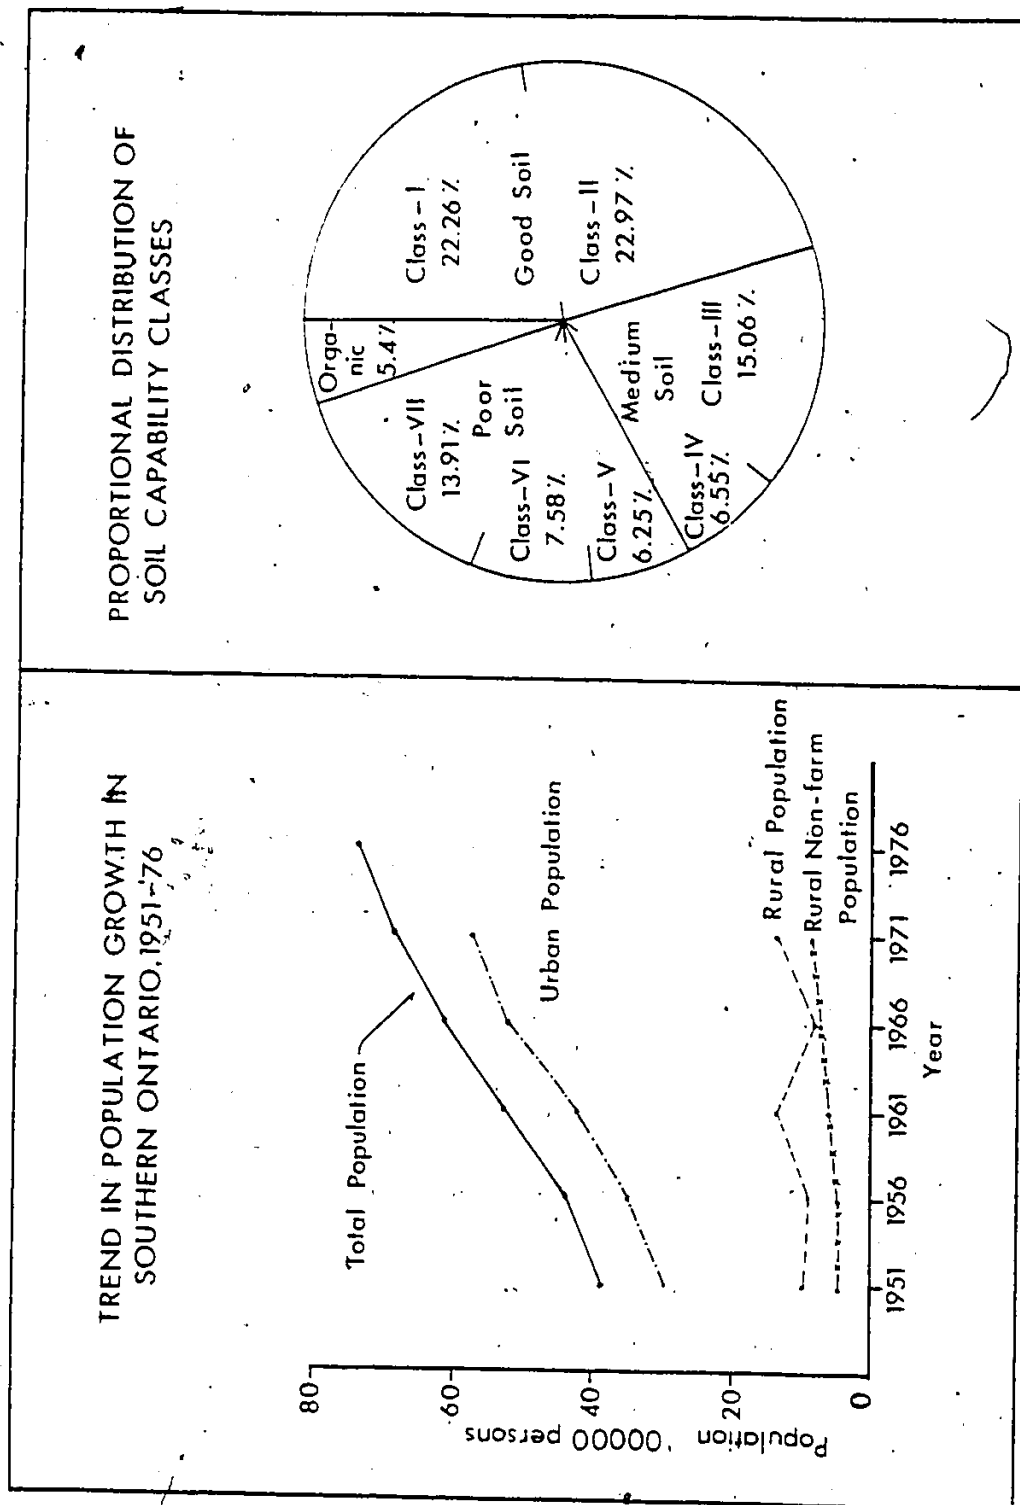 TREND IN POPULATION GROWTH IN
SOUTHERN ONTARIO, 1951-'76
Total Population
Urban Population
Rural Population
Rural Non-farm
Population
80
60
40
20
0
Population '00000 persons
1951
1956
1961
1966
1971
1976
Year
PROPORTIONAL DISTRIBUTION OF
SOIL CAPABILITY CLASSES
Orga-
nic
5.4%
Class-I
22.26%
Good Soil
Class-II
22.97%
Class-VII
13.91%
Poor
Soil
Class-VI
7.58%
Class-V
6.25%
Medium
Soil
Class-III
15.06%
Class-IV
6.55%